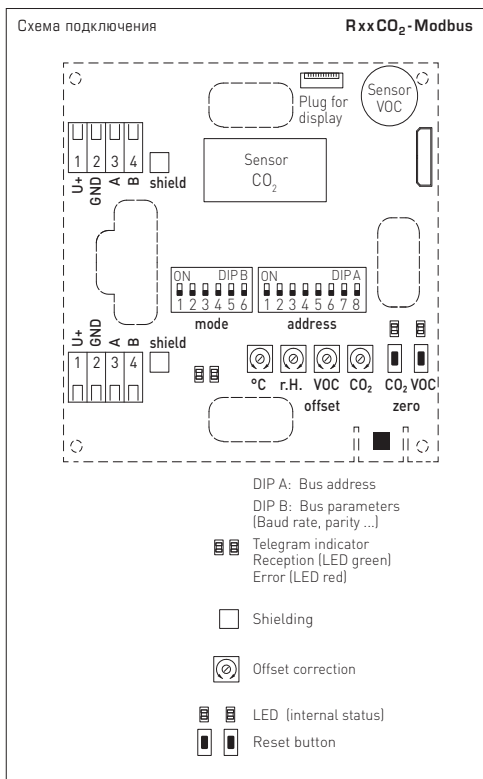 Схема подключения
RxxCO₂-Modbus
Plug for
display
Sensor
VOC
1 2 3 4
U+ GND A B shield
Sensor
CO₂
ON DIP B
1 2 3 4 5 6
mode
ON DIP A
1 2 3 4 5 6 7 8
address
U+ GND A B shield
1 2 3 4
°C r.H. VOC CO₂ CO₂ VOC
offset zero
DIP A: Bus address
DIP B: Bus parameters
(Baud rate, parity ...)
Telegram indicator
Reception (LED green)
Error (LED red)
Shielding
Offset correction
LED (internal status)
Reset button